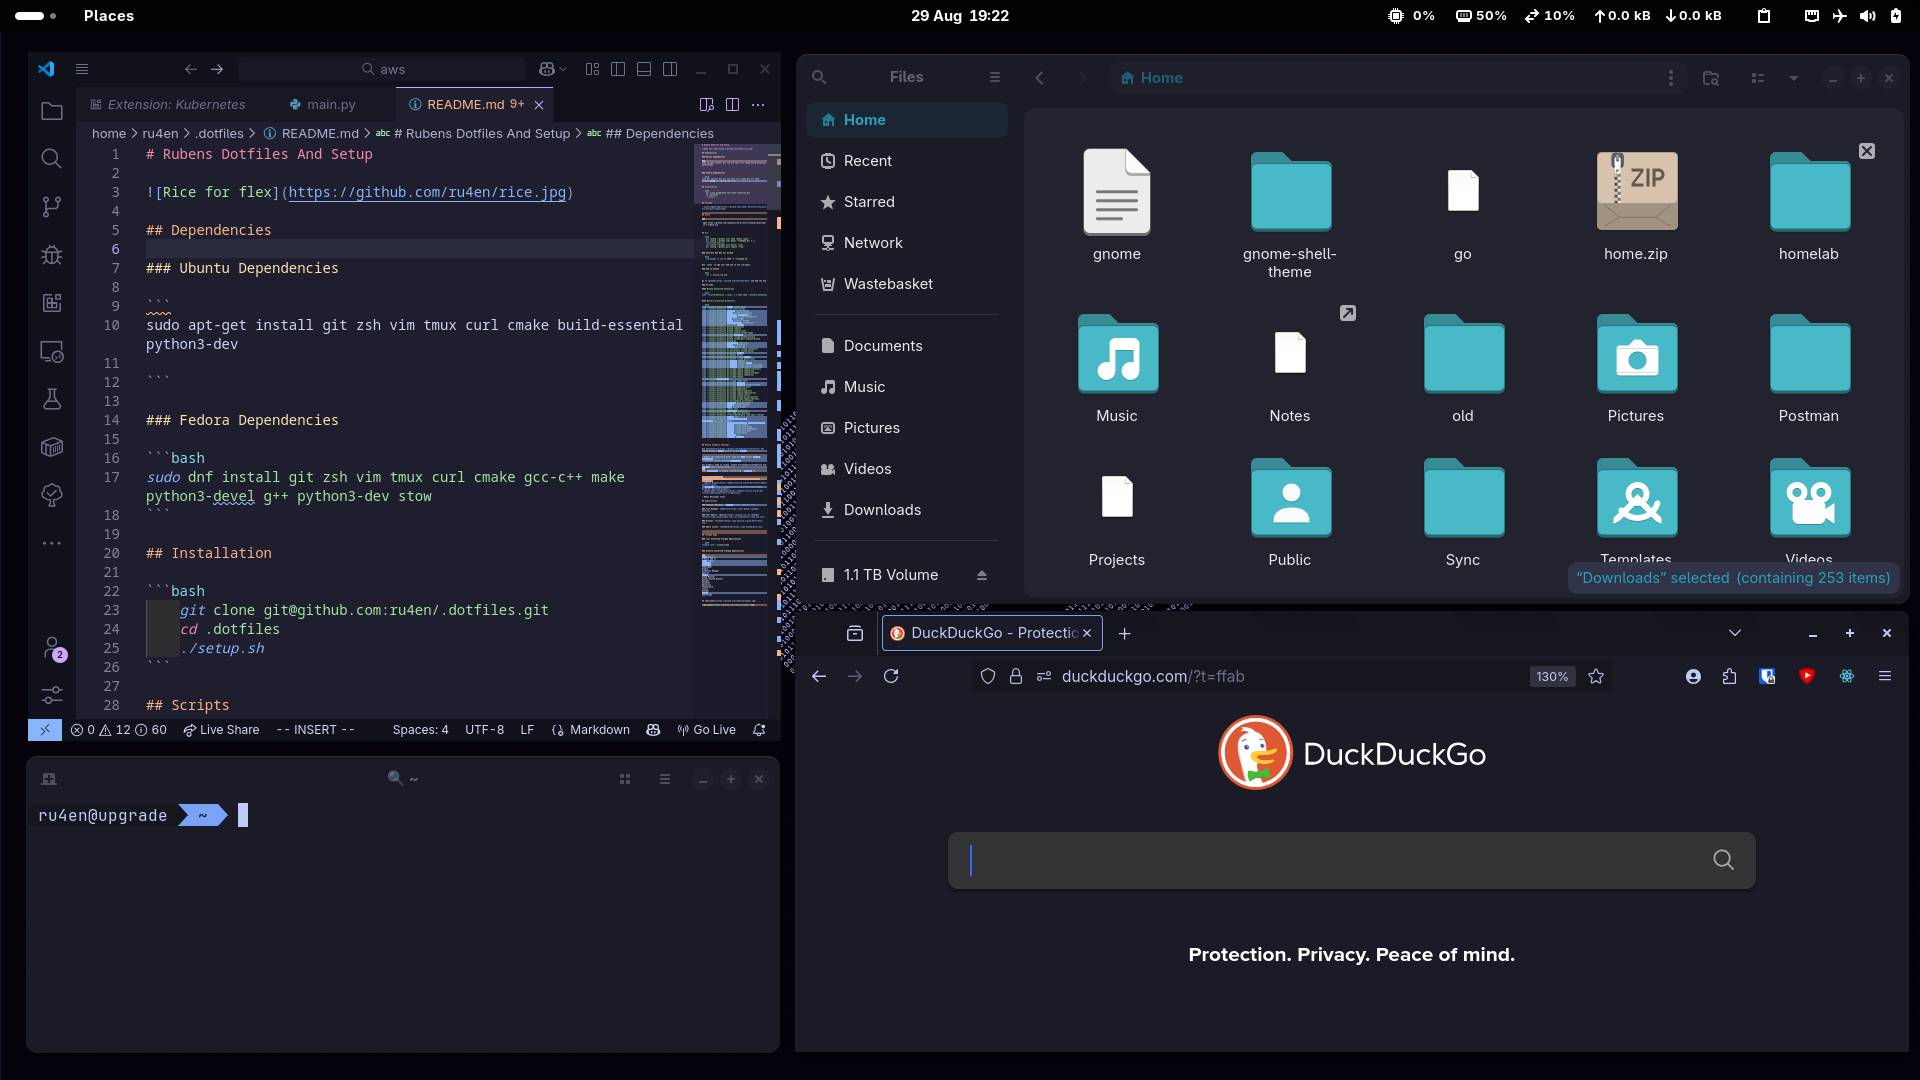 Places
29 Aug 19:22
0% 50% 10% 0.0 kB 0.0 kB
aws
Extension: Kubernetes main.py README.md 9+
home > ru4en > .dotfiles > README.md > abc # Rubens Dotfiles And Setup > abc ## Dependencies
1 # Rubens Dotfiles And Setup
2
3 ![Rice for flex](https://github.com/ru4en/rice.jpg)
4
5 ## Dependencies
6
7 ### Ubuntu Dependencies
8
9 ```
10 sudo apt-get install git zsh vim tmux curl cmake build-essential
python3-dev
11
12 ```
13
14 ### Fedora Dependencies
15
16 ```bash
17 sudo dnf install git zsh vim tmux curl cmake gcc-c++ make
python3-devel g++ python3-dev stow
18 ```
19
20 ## Installation
21
22 ```bash
23 git clone git@github.com:ru4en/.dotfiles.git
24 cd .dotfiles
25 ./setup.sh
26 ```
27
28 ## Scripts
2
0 12 60 Live Share -- INSERT -- Spaces: 4 UTF-8 LF {} Markdown Go Live
~
ru4en@upgrade ~
Files
Home
Home
Recent
Starred
Network
Wastebasket
Documents
Music
Pictures
Videos
Downloads
1.1 TB Volume
gnome
gnome-shell-
theme
go
ZIP
home.zip
homelab
Music
Notes
old
Pictures
Postman
Projects
Public
Sync
Templates
Videos
“Downloads” selected (containing 253 items)
DuckDuckGo - Protectio
duckduckgo.com/?t=ffab
130%
DuckDuckGo
Protection. Privacy. Peace of mind.